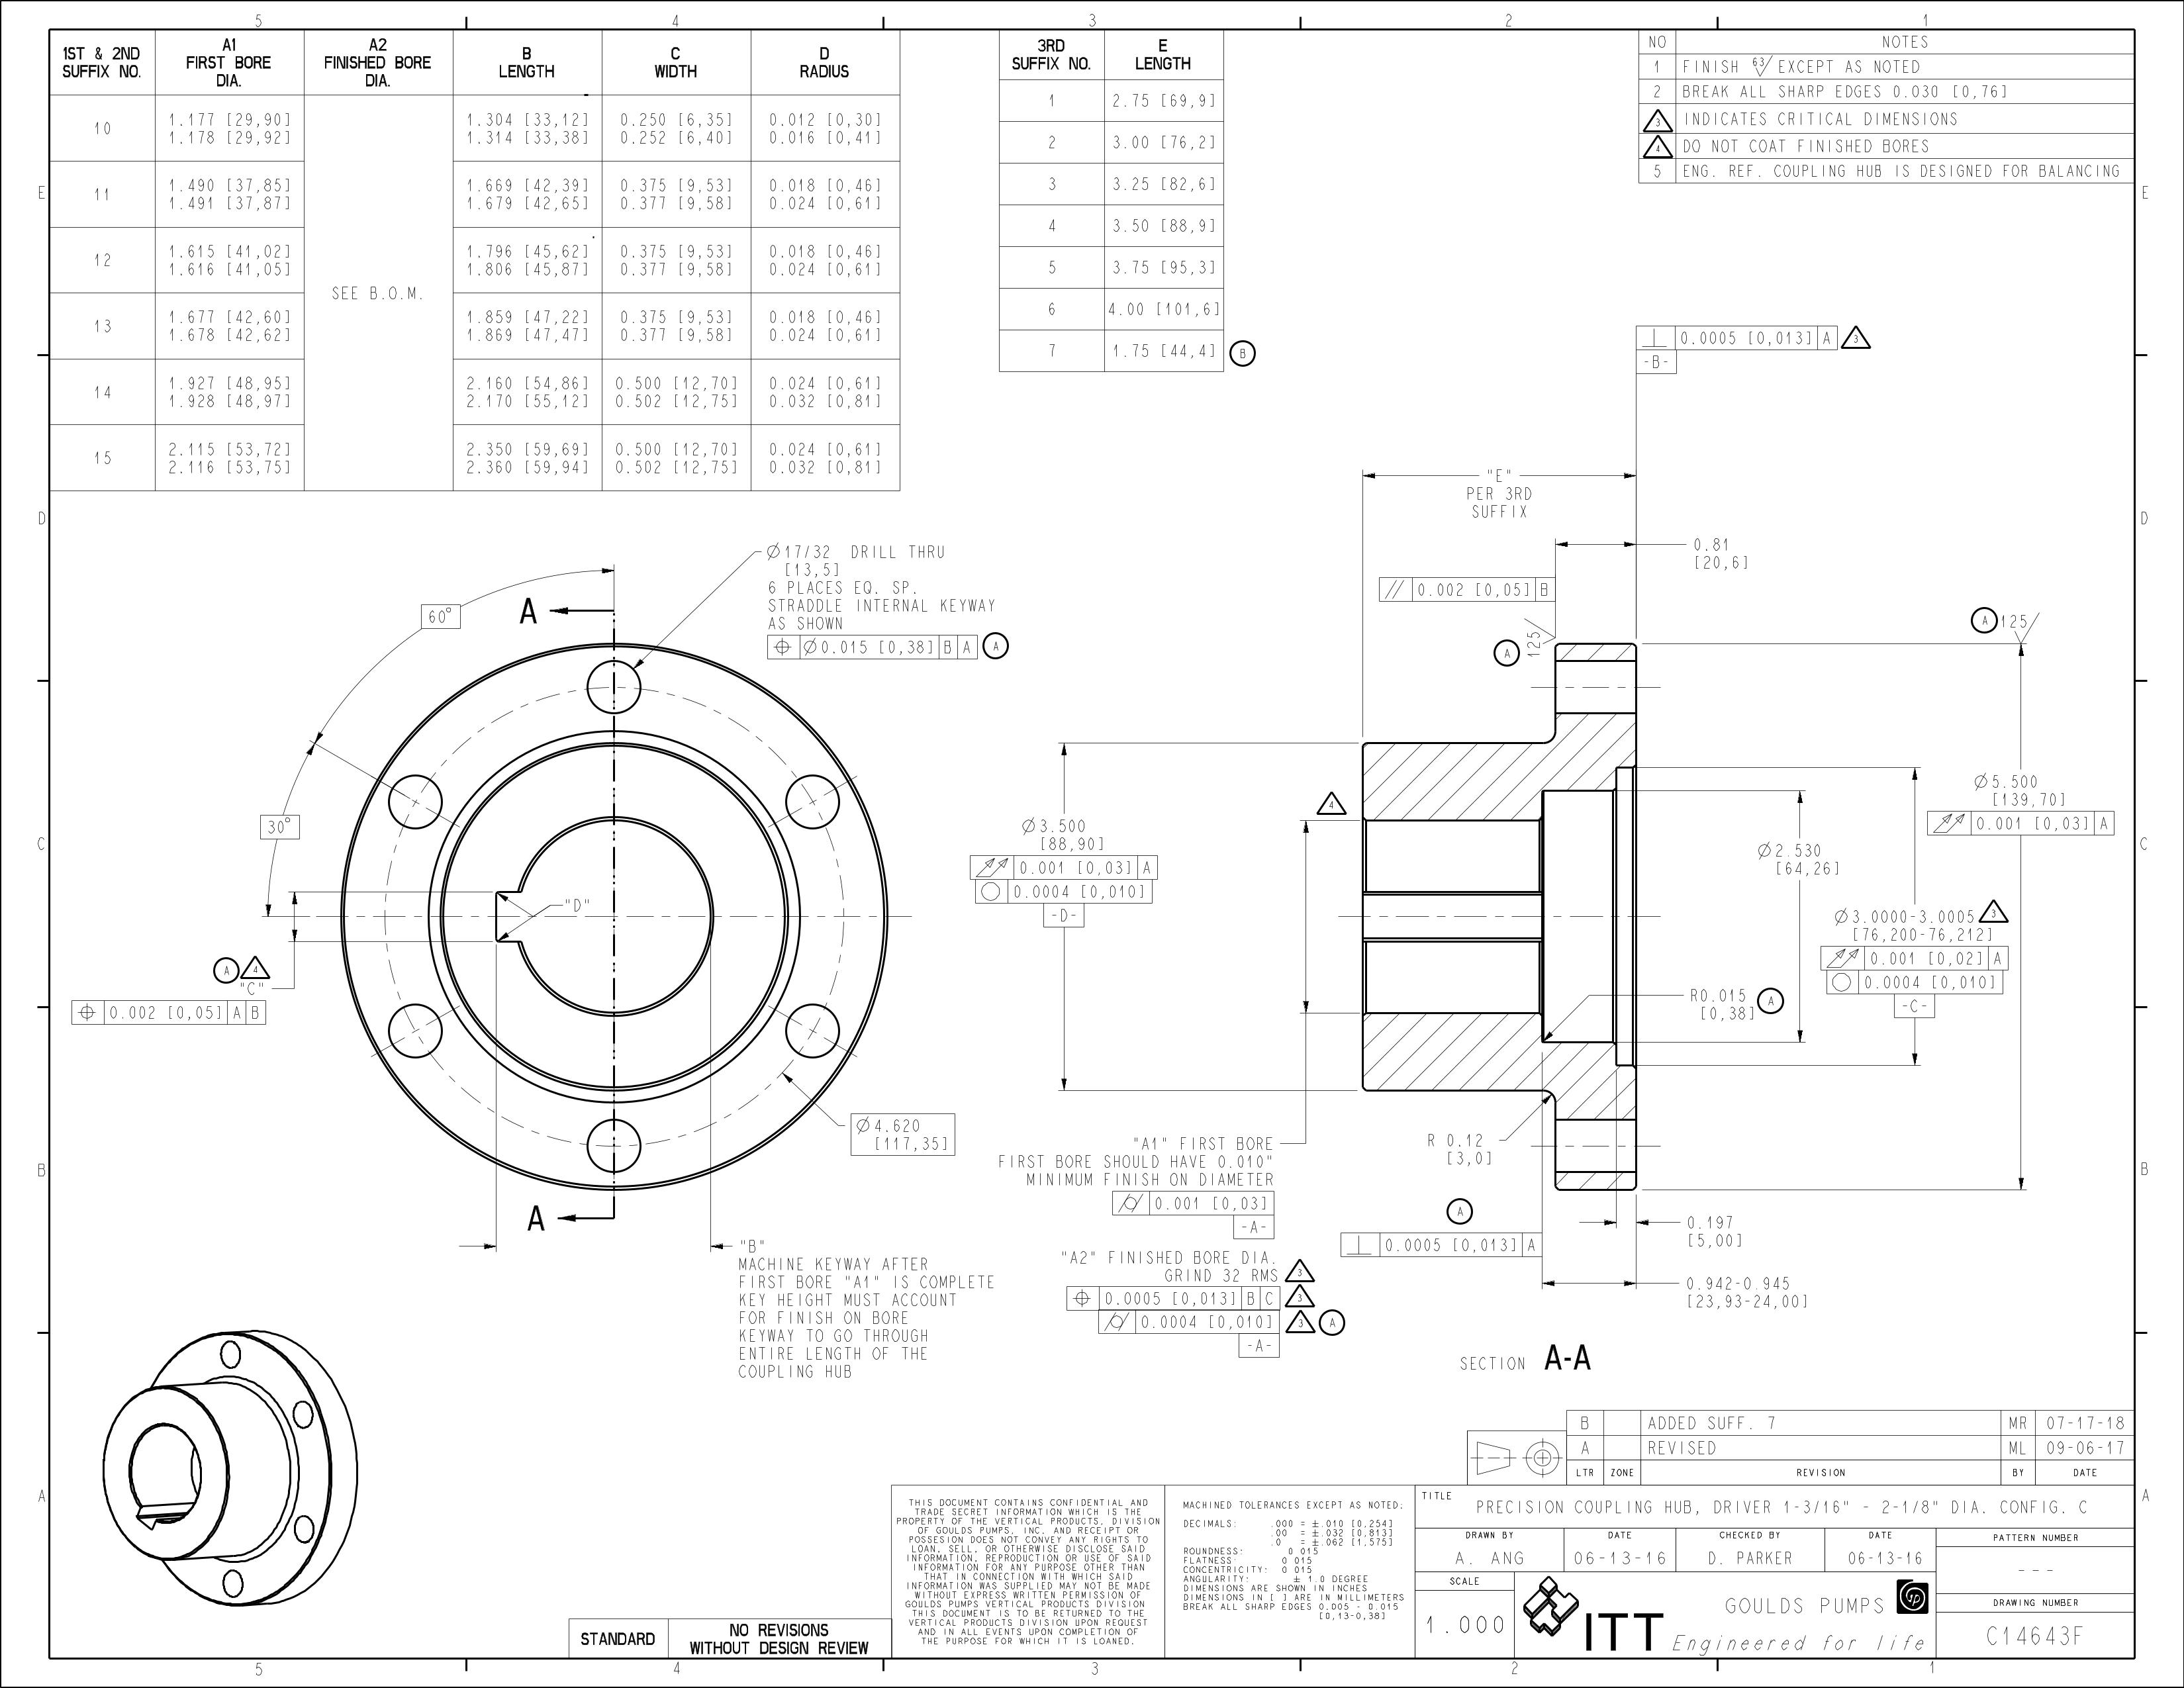 5 4 3 2 1
1ST & 2ND SUFFIX NO. A1 FIRST BORE DIA. A2 FINISHED BORE DIA. B LENGTH C WIDTH D RADIUS
10 1.177 [29,90] 1.304 [33,12] 0.250 [6,35] 0.012 [0,30]
1.178 [29,92] 1.314 [33,38] 0.252 [6,40] 0.016 [0,41]
11 1.490 [37,85] 1.669 [42,39] 0.375 [9,53] 0.018 [0,46]
1.491 [37,87] 1.679 [42,65] 0.377 [9,58] 0.024 [0,61]
12 1.615 [41,02] 1.796 [45,62] 0.375 [9,53] 0.018 [0,46]
1.616 [41,05] 1.806 [45,87] 0.377 [9,58] 0.024 [0,61]
SEE B.O.M.
13 1.677 [42,60] 1.859 [47,22] 0.375 [9,53] 0.018 [0,46]
1.678 [42,62] 1.869 [47,47] 0.377 [9,58] 0.024 [0,61]
14 1.927 [48,95] 2.160 [54,86] 0.500 [12,70] 0.024 [0,61]
1.928 [48,97] 2.170 [55,12] 0.502 [12,75] 0.032 [0,81]
15 2.115 [53,72] 2.350 [59,69] 0.500 [12,70] 0.024 [0,61]
2.116 [53,75] 2.360 [59,94] 0.502 [12,75] 0.032 [0,81]
3RD SUFFIX NO. E LENGTH
1 2.75 [69,9]
2 3.00 [76,2]
3 3.25 [82,6]
4 3.50 [88,9]
5 3.75 [95,3]
6 4.00 [101,6]
7 1.75 [44,4] B
NO NOTES
1 FINISH 63 EXCEPT AS NOTED
2 BREAK ALL SHARP EDGES 0.030 [0,76]
3 INDICATES CRITICAL DIMENSIONS
4 DO NOT COAT FINISHED BORES
5 ENG. REF. COUPLING HUB IS DESIGNED FOR BALANCING
E E
D D
C C
B B
A A
⊥ 0.0005 [0,013] A 3
-B-
"E"
PER 3RD
SUFFIX
0.81
[20,6]
// 0.002 [0,05] B
A 125
A 125
Ø17/32 DRILL THRU
[13,5]
6 PLACES EQ. SP.
STRADDLE INTERNAL KEYWAY
AS SHOWN
⌖ Ø0.015 [0,38] B A A
60°
A
30°
"D"
A 4
"C"
⌖ 0.002 [0,05] A B
Ø4.620
[117,35]
A
"B"
MACHINE KEYWAY AFTER
FIRST BORE "A1" IS COMPLETE
KEY HEIGHT MUST ACCOUNT
FOR FINISH ON BORE
KEYWAY TO GO THROUGH
ENTIRE LENGTH OF THE
COUPLING HUB
4
Ø3.500
[88,90]
0.001 [0,03] A
○ 0.0004 [0,010]
-D-
Ø5.500
[139,70]
0.001 [0,03] A
Ø2.530
[64,26]
Ø3.0000-3.0005 3
[76,200-76,212]
0.001 [0,02] A
○ 0.0004 [0,010]
-C-
R0.015 A
[0,38]
"A1" FIRST BORE
FIRST BORE SHOULD HAVE 0.010"
MINIMUM FINISH ON DIAMETER
⌭ 0.001 [0,03]
-A-
"A2" FINISHED BORE DIA.
GRIND 32 RMS 3
⌖ 0.0005 [0,013] B C 3
⌭ 0.0004 [0,010] 3 A
-A-
R 0.12
[3,0]
A
⊥ 0.0005 [0,013] A
0.197
[5,00]
0.942-0.945
[23,93-24,00]
SECTION A-A
B ADDED SUFF. 7 MR 07-17-18
A REVISED ML 09-06-17
LTR ZONE REVISION BY DATE
STANDARD
NO REVISIONS
WITHOUT DESIGN REVIEW
THIS DOCUMENT CONTAINS CONFIDENTIAL AND
TRADE SECRET INFORMATION WHICH IS THE
PROPERTY OF THE VERTICAL PRODUCTS, DIVISION
OF GOULDS PUMPS, INC. AND RECEIPT OR
POSSESION DOES NOT CONVEY ANY RIGHTS TO
LOAN, SELL, OR OTHERWISE DISCLOSE SAID
INFORMATION, REPRODUCTION OR USE OF SAID
INFORMATION FOR ANY PURPOSE OTHER THAN
THAT IN CONNECTION WITH WHICH SAID
INFORMATION WAS SUPPLIED MAY NOT BE MADE
WITHOUT EXPRESS WRITTEN PERMISSION OF
GOULDS PUMPS VERTICAL PRODUCTS DIVISION
THIS DOCUMENT IS TO BE RETURNED TO THE
VERTICAL PRODUCTS DIVISION UPON REQUEST
AND IN ALL EVENTS UPON COMPLETION OF
THE PURPOSE FOR WHICH IT IS LOANED.
MACHINED TOLERANCES EXCEPT AS NOTED:
DECIMALS: .000 = ±.010 [0,254]
.00 = ±.032 [0,813]
.0 = ±.062 [1,575]
ROUNDNESS: 0 015
FLATNESS: 0 015
CONCENTRICITY: 0 015
ANGULARITY: ± 1.0 DEGREE
DIMENSIONS ARE SHOWN IN INCHES
DIMENSIONS IN [ ] ARE IN MILLIMETERS
BREAK ALL SHARP EDGES 0.005 - 0.015
[0,13-0,38]
TITLE PRECISION COUPLING HUB, DRIVER 1-3/16" - 2-1/8" DIA. CONFIG. C
DRAWN BY DATE CHECKED BY DATE PATTERN NUMBER
A. ANG 06-13-16 D. PARKER 06-13-16 ---
SCALE
1.000
ITT
GOULDS PUMPS gp
Engineered for life
DRAWING NUMBER
C14643F
5 4 3 2 1